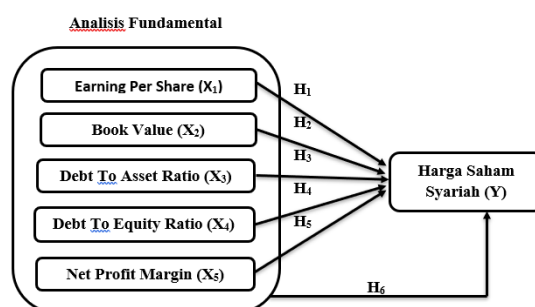 Analisis Fundamental
Earning Per Share (X₁)
H₁
Book Value (X₂)
H₂
Debt To Asset Ratio (X₃)
H₃
Harga Saham
Syariah (Y)
Debt To Equity Ratio (X₄)
H₄
Net Profit Margin (X₅)
H₅
H₆